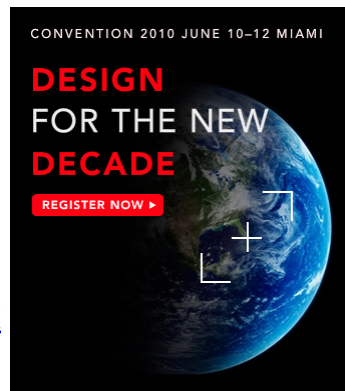 CONVENTION 2010 JUNE 10–12 MIAMI
DESIGN
FOR THE NEW
DECADE
REGISTER NOW